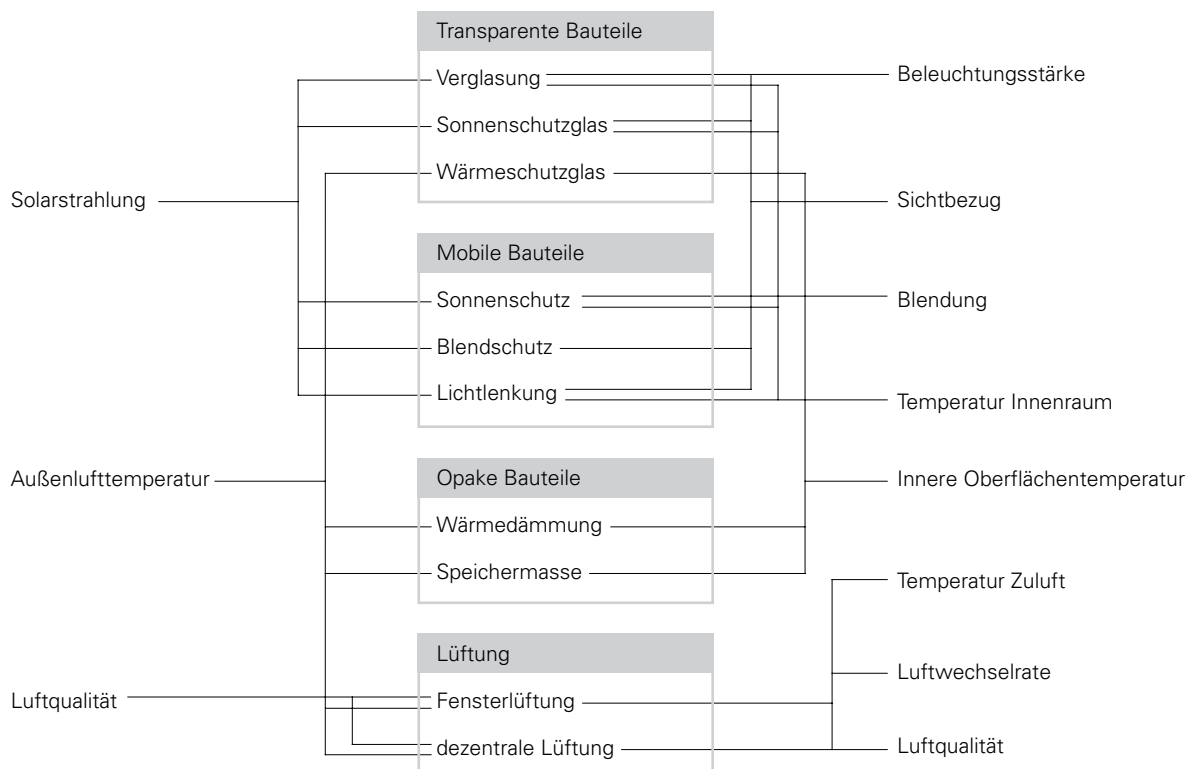 Transparente Bauteile
Verglasung
Beleuchtungsstärke
Sonnenschutzglas
Wärmeschutzglas
Solarstrahlung
Sichtbezug
Mobile Bauteile
Sonnenschutz
Blendung
Blendschutz
Lichtlenkung
Temperatur Innenraum
Außenlufttemperatur
Opake Bauteile
Innere Oberflächentemperatur
Wärmedämmung
Speichermasse
Temperatur Zuluft
Lüftung
Luftwechselrate
Luftqualität
Fensterlüftung
dezentrale Lüftung
Luftqualität